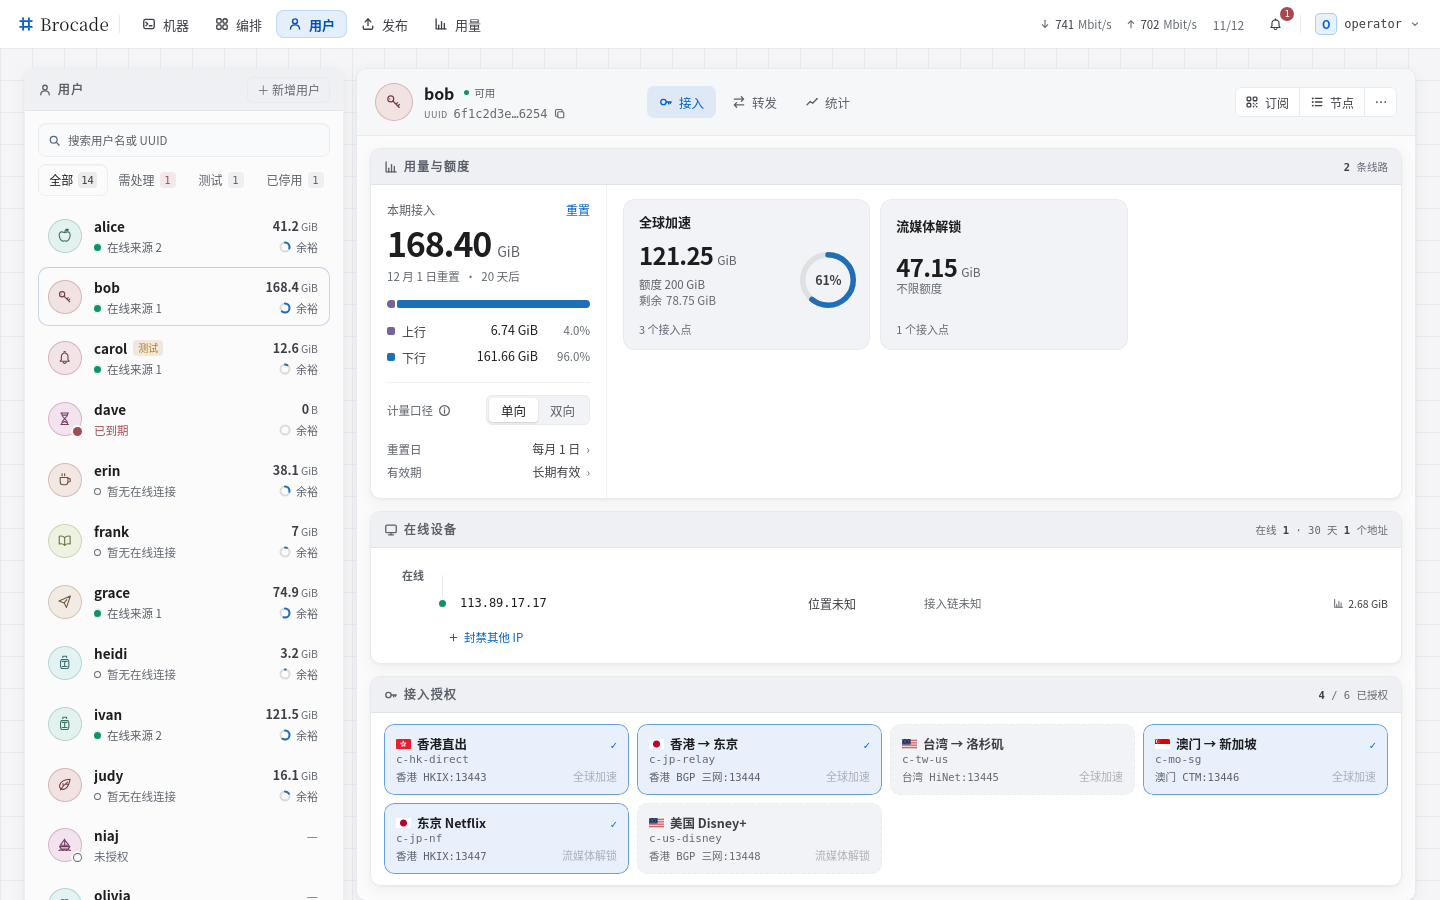 Brocade
机器
编排
用户
发布
用量
741 Mbit/s
702 Mbit/s
11/12
1
O
operator
用户
新增用户
搜索用户名或 UUID
全部 14
需处理 1
测试 1
已停用 1
alice
41.2 GiB
在线来源 2
余裕
bob
168.4 GiB
在线来源 1
余裕
carol 测试
12.6 GiB
在线来源 1
余裕
dave
0 B
已到期
余裕
erin
38.1 GiB
暂无在线连接
余裕
frank
7 GiB
暂无在线连接
余裕
grace
74.9 GiB
在线来源 1
余裕
heidi
3.2 GiB
暂无在线连接
余裕
ivan
121.5 GiB
在线来源 2
余裕
judy
16.1 GiB
暂无在线连接
余裕
niaj
—
未授权
olivia
—
bob
可用
UUID 6f1c2d3e…6254
接入
转发
统计
订阅
节点
···
用量与额度
2 条线路
本期接入
重置
168.40 GiB
12 月 1 日重置 · 20 天后
上行
6.74 GiB
4.0%
下行
161.66 GiB
96.0%
计量口径
单向
双向
重置日
每月 1 日 ›
有效期
长期有效 ›
全球加速
121.25 GiB
额度 200 GiB
剩余 78.75 GiB
61%
3 个接入点
流媒体解锁
47.15 GiB
不限额度
1 个接入点
在线设备
在线 1 · 30 天 1 个地址
在线
113.89.17.17
位置未知
接入链未知
2.68 GiB
封禁其他 IP
接入授权
4 / 6 已授权
香港直出
✓
c-hk-direct
香港 HKIX:13443
全球加速
香港 → 东京
✓
c-jp-relay
香港 BGP 三网:13444
全球加速
台湾 → 洛杉矶
c-tw-us
台湾 HiNet:13445
全球加速
澳门 → 新加坡
✓
c-mo-sg
澳门 CTM:13446
全球加速
东京 Netflix
✓
c-jp-nf
香港 HKIX:13447
流媒体解锁
美国 Disney+
c-us-disney
香港 BGP 三网:13448
流媒体解锁